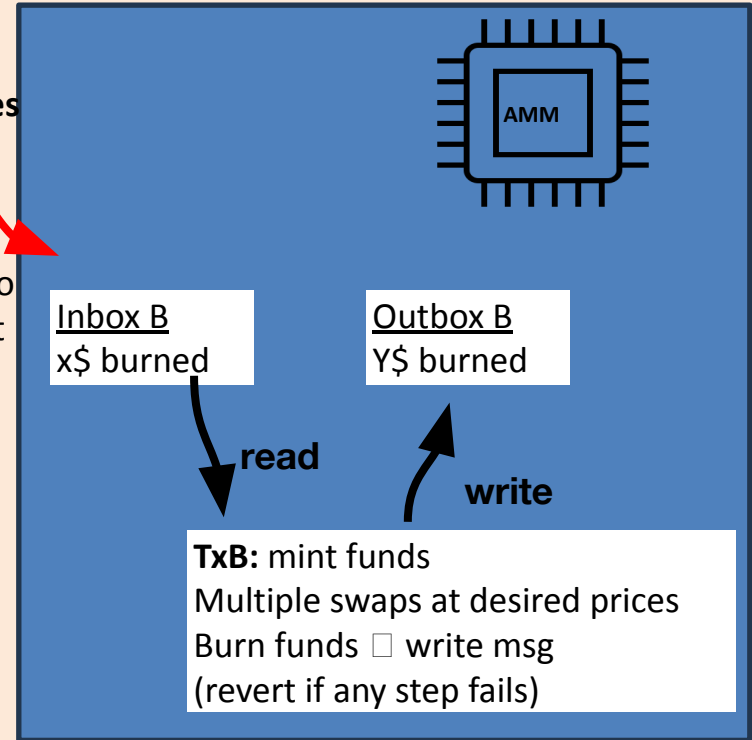 AMM
es
o
t
Inbox B
x$ burned
Outbox B
Y$ burned
read
write
TxB: mint funds
Multiple swaps at desired prices
Burn funds □ write msg
(revert if any step fails)